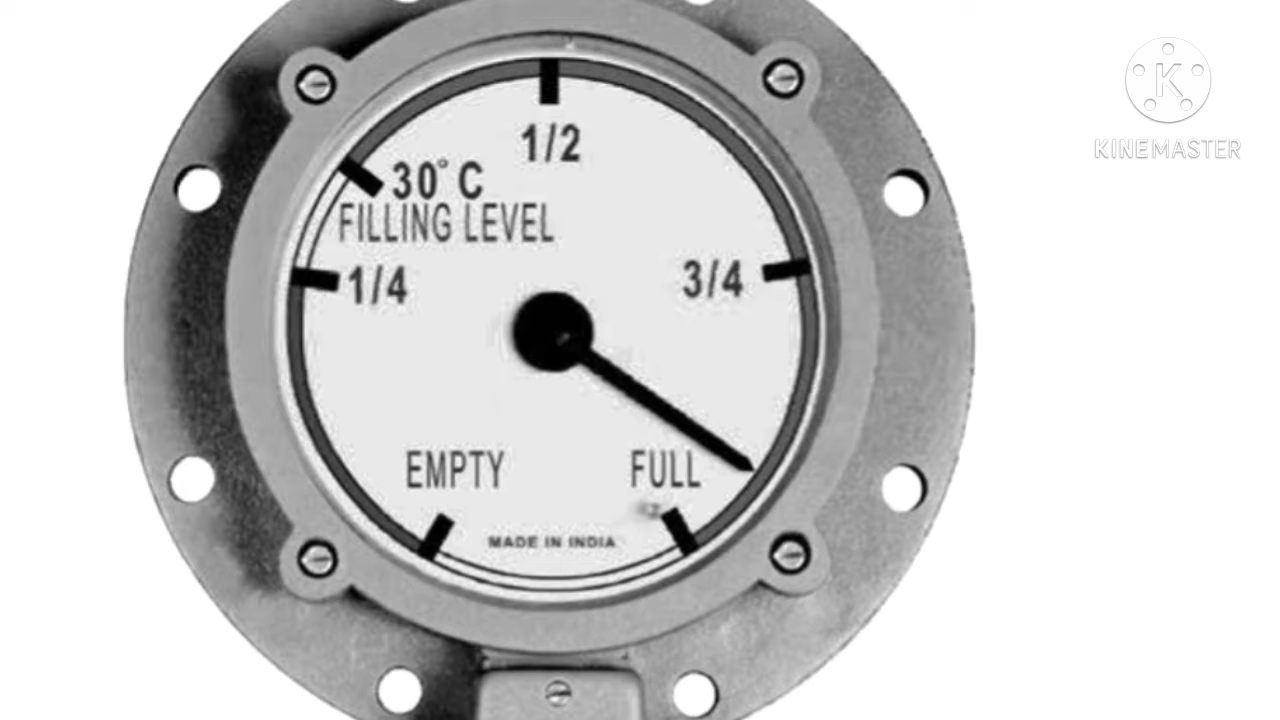 1/2
30°C
FILLING LEVEL
1/4
3/4
EMPTY
FULL
MADE IN INDIA
K
KINEMASTER